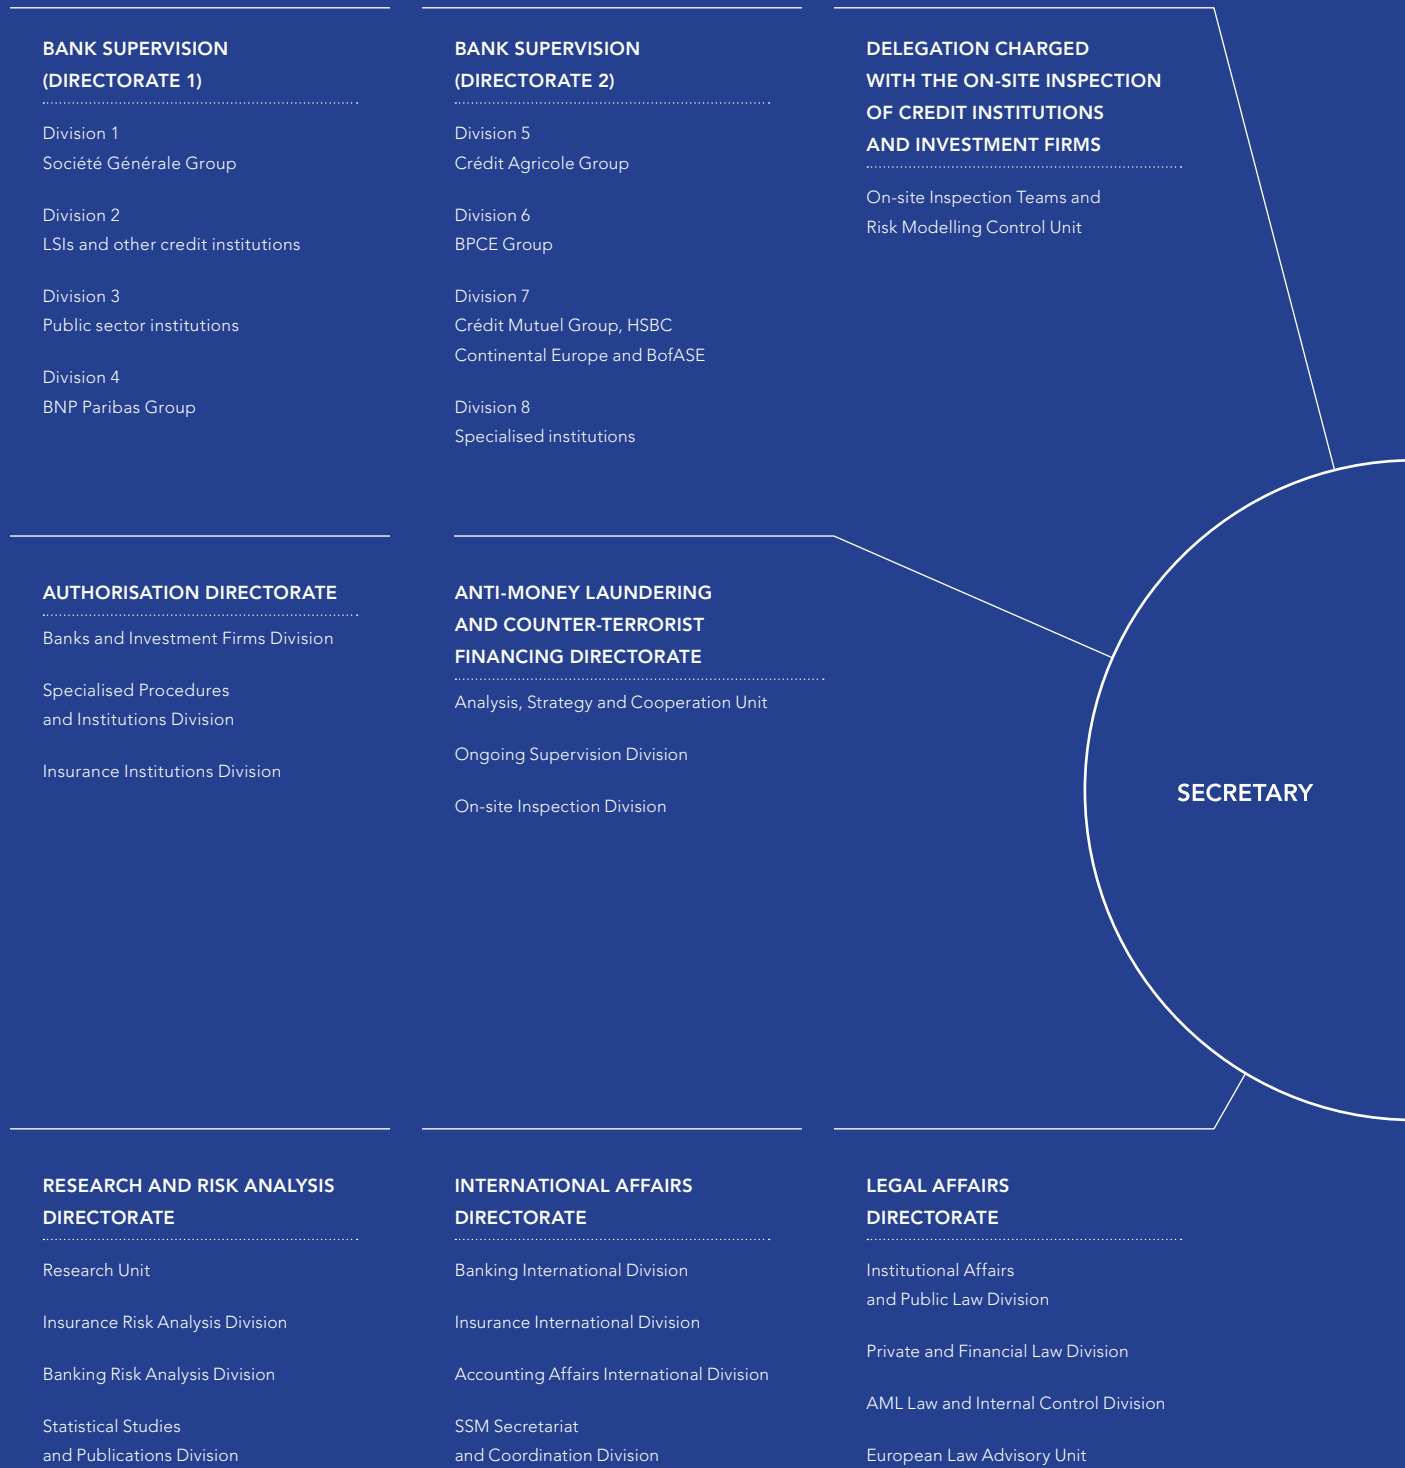 BANK SUPERVISION
(DIRECTORATE 1)
Division 1
Société Générale Group
Division 2
LSIs and other credit institutions
Division 3
Public sector institutions
Division 4
BNP Paribas Group
BANK SUPERVISION
(DIRECTORATE 2)
Division 5
Crédit Agricole Group
Division 6
BPCE Group
Division 7
Crédit Mutuel Group, HSBC
Continental Europe and BofASE
Division 8
Specialised institutions
DELEGATION CHARGED
WITH THE ON-SITE INSPECTION
OF CREDIT INSTITUTIONS
AND INVESTMENT FIRMS
On-site Inspection Teams and
Risk Modelling Control Unit
AUTHORISATION DIRECTORATE
Banks and Investment Firms Division
Specialised Procedures
and Institutions Division
Insurance Institutions Division
ANTI-MONEY LAUNDERING
AND COUNTER-TERRORIST
FINANCING DIRECTORATE
Analysis, Strategy and Cooperation Unit
Ongoing Supervision Division
On-site Inspection Division
SECRETARY
RESEARCH AND RISK ANALYSIS
DIRECTORATE
Research Unit
Insurance Risk Analysis Division
Banking Risk Analysis Division
Statistical Studies
and Publications Division
INTERNATIONAL AFFAIRS
DIRECTORATE
Banking International Division
Insurance International Division
Accounting Affairs International Division
SSM Secretariat
and Coordination Division
LEGAL AFFAIRS
DIRECTORATE
Institutional Affairs
and Public Law Division
Private and Financial Law Division
AML Law and Internal Control Division
European Law Advisory Unit